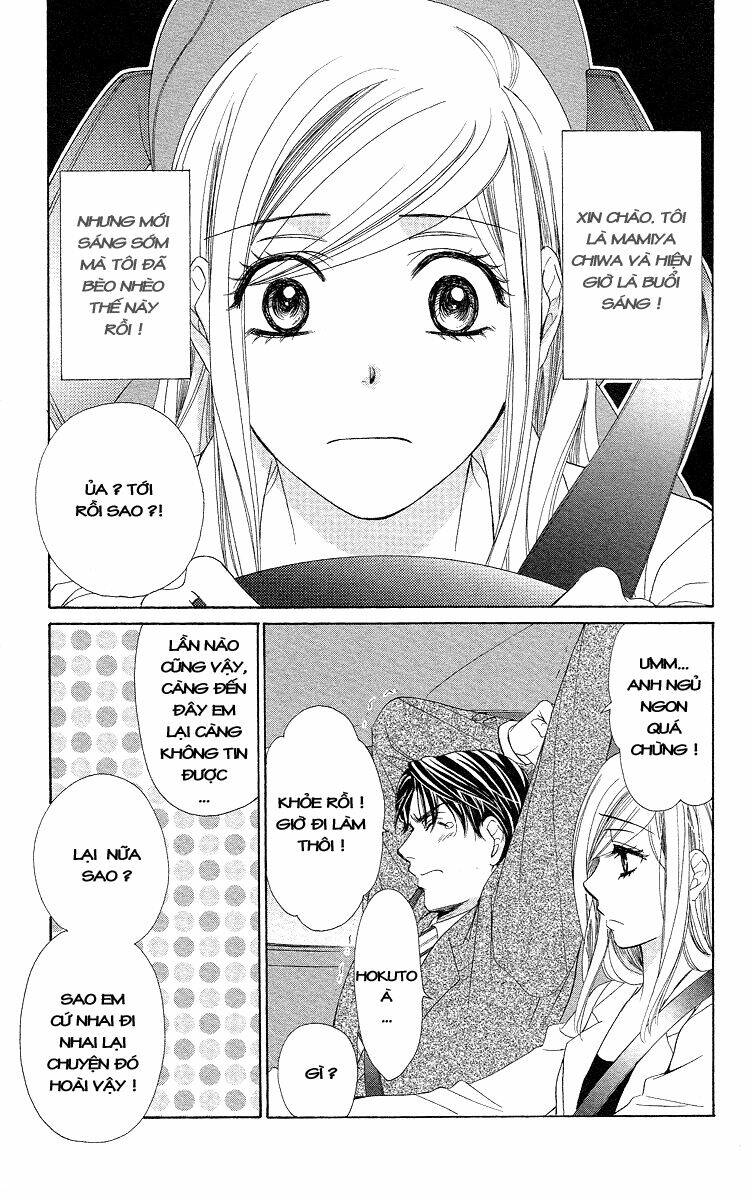 XIN CHÀO, TÔI
LÀ MAMIYA
CHIWA VÀ HIỆN
GIỜ LÀ BUỔI
SÁNG !
NHƯNG MỚI
SÁNG SỚM
MÀ TÔI ĐÃ
BÈO NHÈO
THẾ NÀY
RỒI !
ỦA ? TỚI
RỒI SAO ?!
ƯMM...
ANH NGỦ
NGON
QUÁ
CHỪNG !
KHỎE RỒI !
GIỜ ĐI LÀM
THÔI !
HOKUTO
À
...
GÌ ?
LẦN NÀO
CŨNG VẬY,
CÀNG ĐẾN
ĐÂY EM
LẠI CÀNG
KHÔNG TIN
ĐƯỢC
...
LẠI NỮA
SAO ?
SAO EM
CỨ NHAI ĐI
NHAI LẠI
CHUYỆN ĐÓ
HOÀI VẬY !